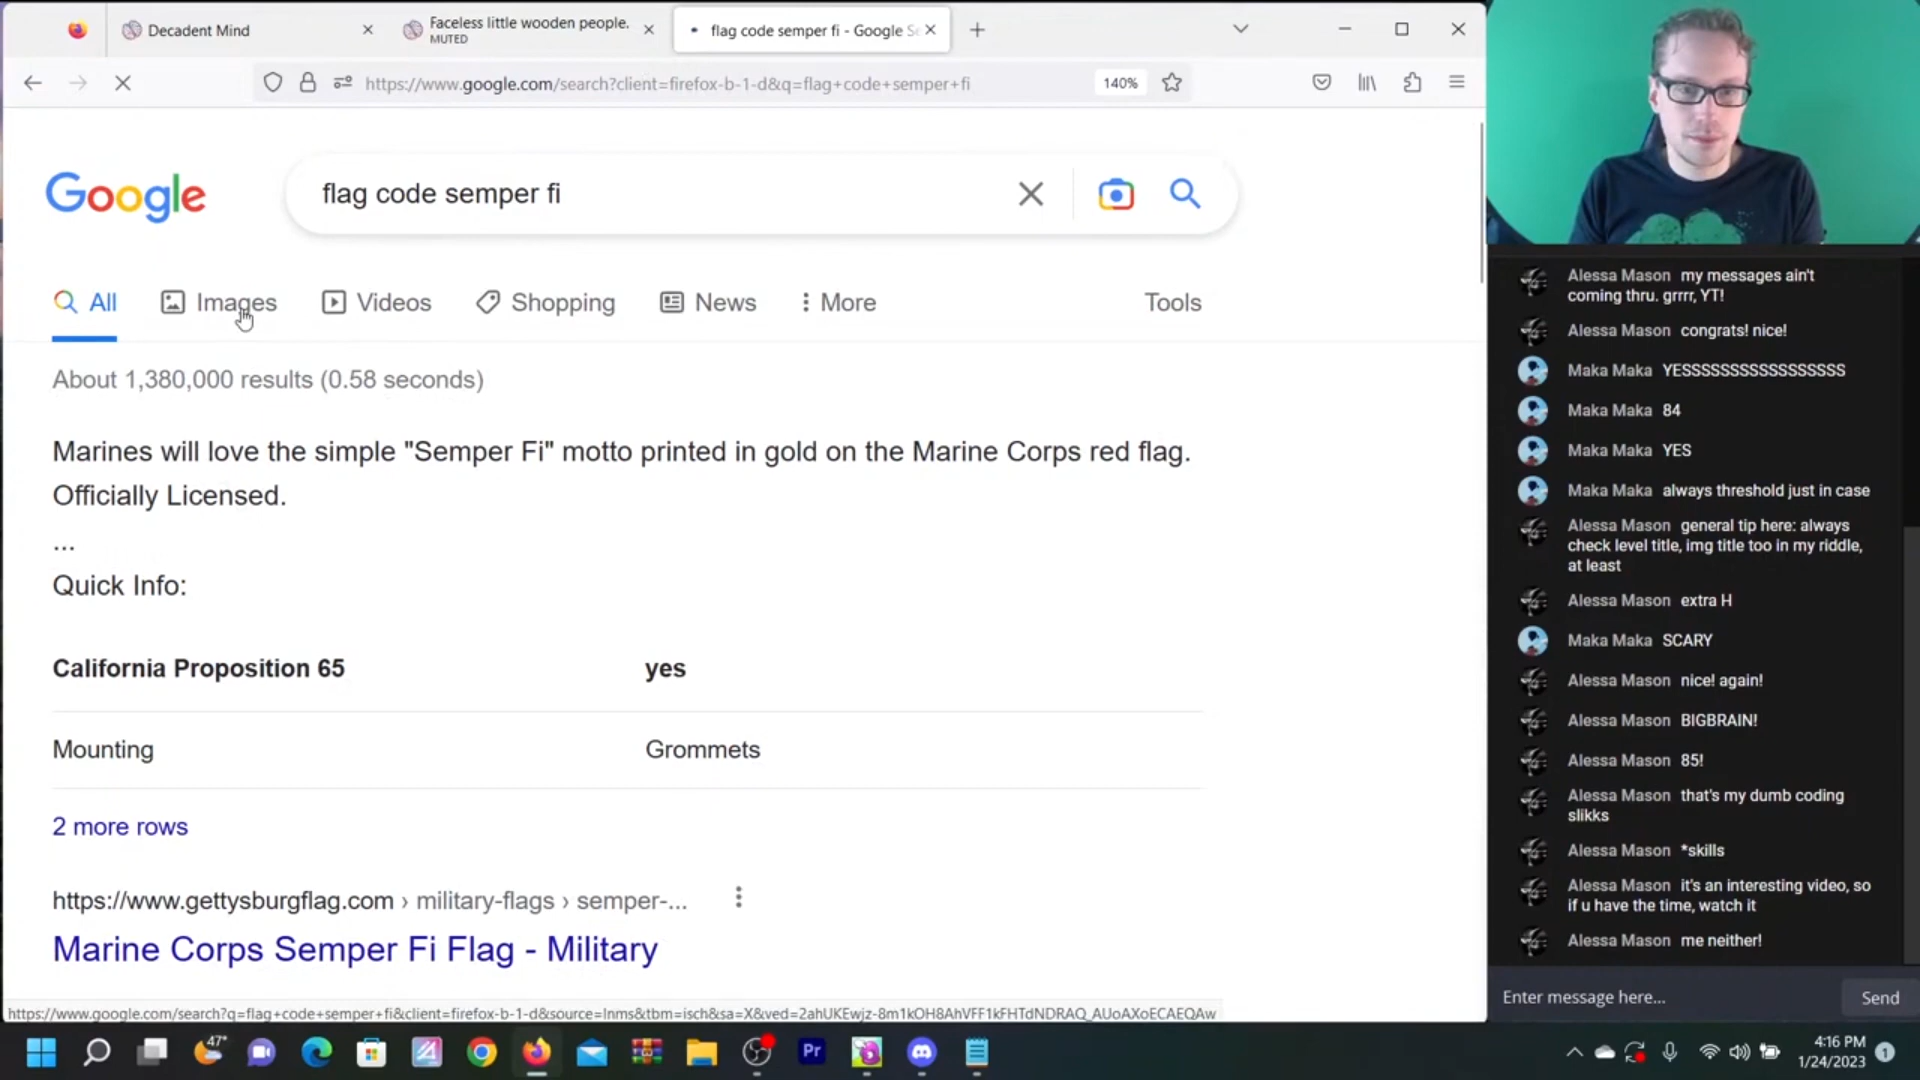 Decadent Mind
Faceless little wooden people.
MUTED
flag code semper fi - Google Se
https://www.google.com/search?client=firefox-b-1-d&q=flag+code+semper+fi
140%
Google
flag code semper fi
All
Images
Videos
Shopping
News
More
Tools
About 1,380,000 results (0.58 seconds)
Marines will love the simple "Semper Fi" motto printed in gold on the Marine Corps red flag.
Officially Licensed.
...
Quick Info:
California Proposition 65 yes
Mounting Grommets
2 more rows
https://www.gettysburgflag.com › military-flags › semper-...
Marine Corps Semper Fi Flag - Military
https://www.google.com/search?q=flag+code+semper+fi&client=firefox-b-1-d&source=lnms&tbm=isch&sa=X&ved=2ahUKEwjz-8m1kOH8AhVFF1kFHTdNDRAQ_AUoAXoECAEQAw
Alessa Mason my messages ain't
coming thru. grrrr, YT!
Alessa Mason congrats! nice!
Maka Maka YESSSSSSSSSSSSSSSSS
Maka Maka 84
Maka Maka YES
Maka Maka always threshold just in case
Alessa Mason general tip here: always
check level title, img title too in my riddle,
at least
Alessa Mason extra H
Maka Maka SCARY
Alessa Mason nice! again!
Alessa Mason BIGBRAIN!
Alessa Mason 85!
Alessa Mason that's my dumb coding
slikks
Alessa Mason *skills
Alessa Mason it's an interesting video, so
if u have the time, watch it
Alessa Mason me neither!
Enter message here...
Send
47°
Pr
4:16 PM
1/24/2023
1